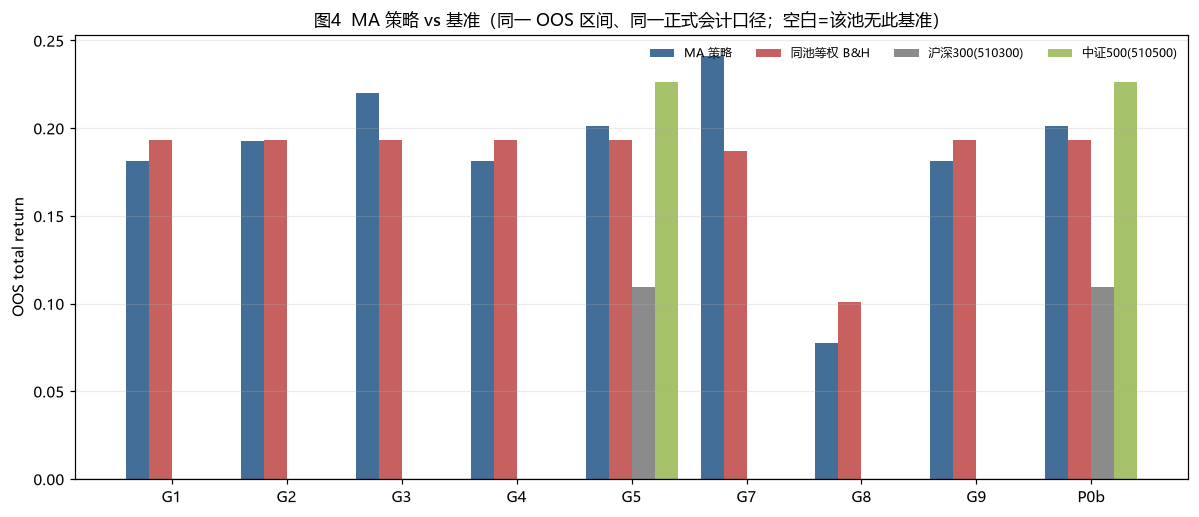 图4  MA 策略 vs 基准（同一 OOS 区间、同一正式会计口径；空白=该池无此基准）
MA 策略
同池等权 B&H
沪深300(510300)
中证500(510500)
OOS total return
0.25
0.20
0.15
0.10
0.05
0.00
G1
G2
G3
G4
G5
G7
G8
G9
P0b